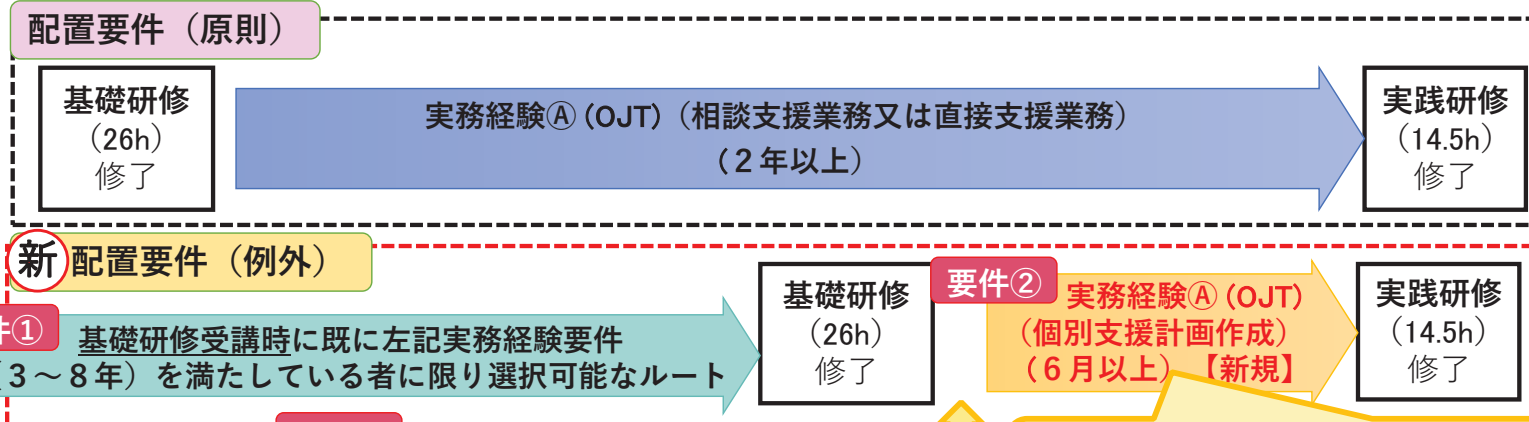 配置要件（原則）
基礎研修
（26h）
修了
実務経験Ⓐ(OJT)（相談支援業務又は直接支援業務）
（２年以上）
実践研修
（14.5h）
修了
新
配置要件（例外）
件①
基礎研修受講時に既に左記実務経験要件
（３～８年）を満たしている者に限り選択可能なルート
基礎研修
（26h）
修了
要件②
実務経験Ⓐ(OJT)
（個別支援計画作成）
（６月以上）【新規】
実践研修
（14.5h）
修了